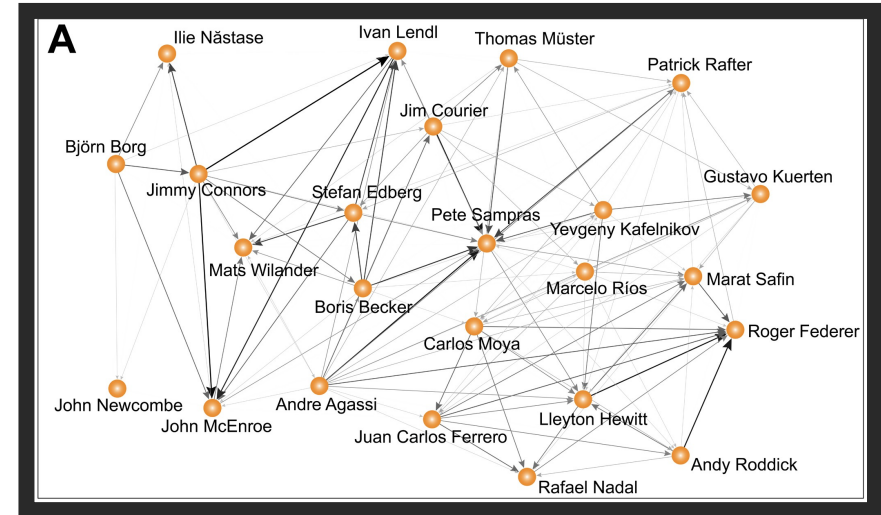 A
Ilie Năstase
Ivan Lendl
Thomas Müster
Patrick Rafter
Jim Courier
Björn Borg
Jimmy Connors
Stefan Edberg
Gustavo Kuerten
Pete Sampras
Yevgeny Kafelnikov
Mats Wilander
Marcelo Ríos
Marat Safin
Boris Becker
Carlos Moya
Roger Federer
John Newcombe
Andre Agassi
John McEnroe
Lleyton Hewitt
Juan Carlos Ferrero
Andy Roddick
Rafael Nadal